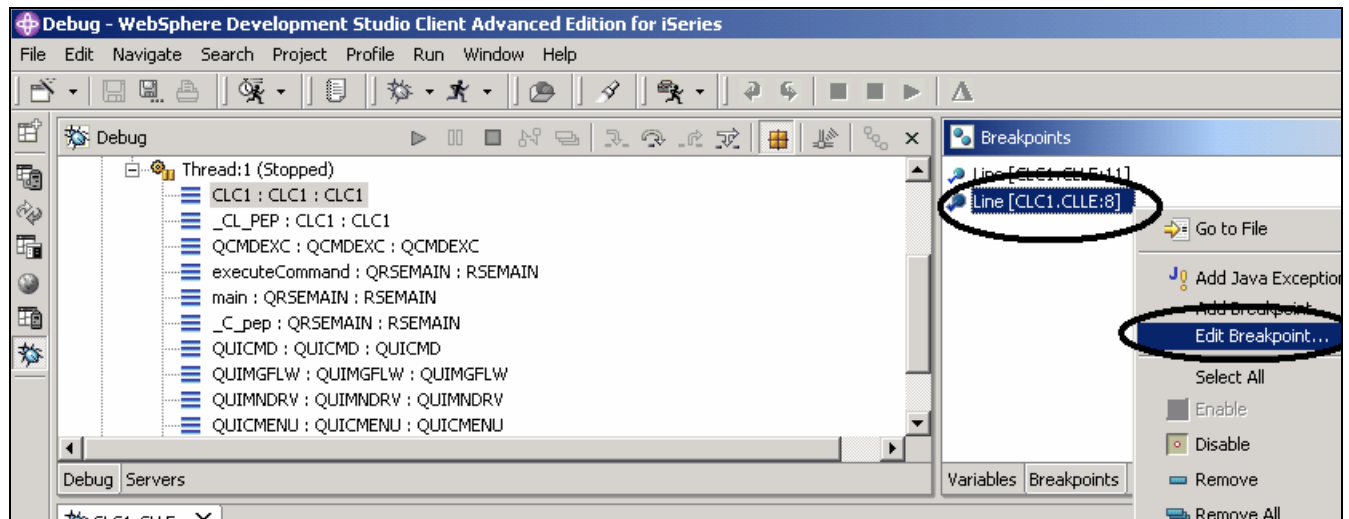 Debug - WebSphere Development Studio Client Advanced Edition for iSeries
File Edit Navigate Search Project Profile Run Window Help
Debug
Thread:1 (Stopped)
CLC1 : CLC1 : CLC1
_CL_PEP : CLC1 : CLC1
QCMDEXC : QCMDEXC : QCMDEXC
executeCommand : QRSEMAIN : RSEMAIN
main : QRSEMAIN : RSEMAIN
_C_pep : QRSEMAIN : RSEMAIN
QUICMD : QUICMD : QUICMD
QUIMGFLW : QUIMGFLW : QUIMGFLW
QUIMNDRV : QUIMNDRV : QUIMNDRV
QUICMENU : QUICMENU : QUICMENU
Debug Servers
Breakpoints
Line [CLC1.CLLE:11]
Line [CLC1.CLLE:8]
Go to File
Add Java Exception
Add Breakpoint
Edit Breakpoint...
Select All
Enable
Disable
Remove
Remove All
Variables Breakpoints
CLC1.CLLE